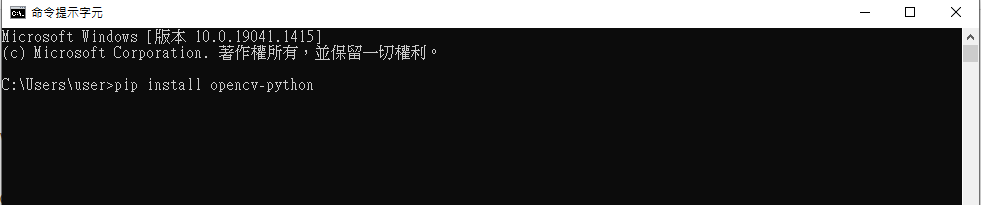 命令提示字元
Microsoft Windows [版本 10.0.19041.1415]
(c) Microsoft Corporation. 著作權所有，並保留一切權利。
C:\Users\user>pip install opencv-python